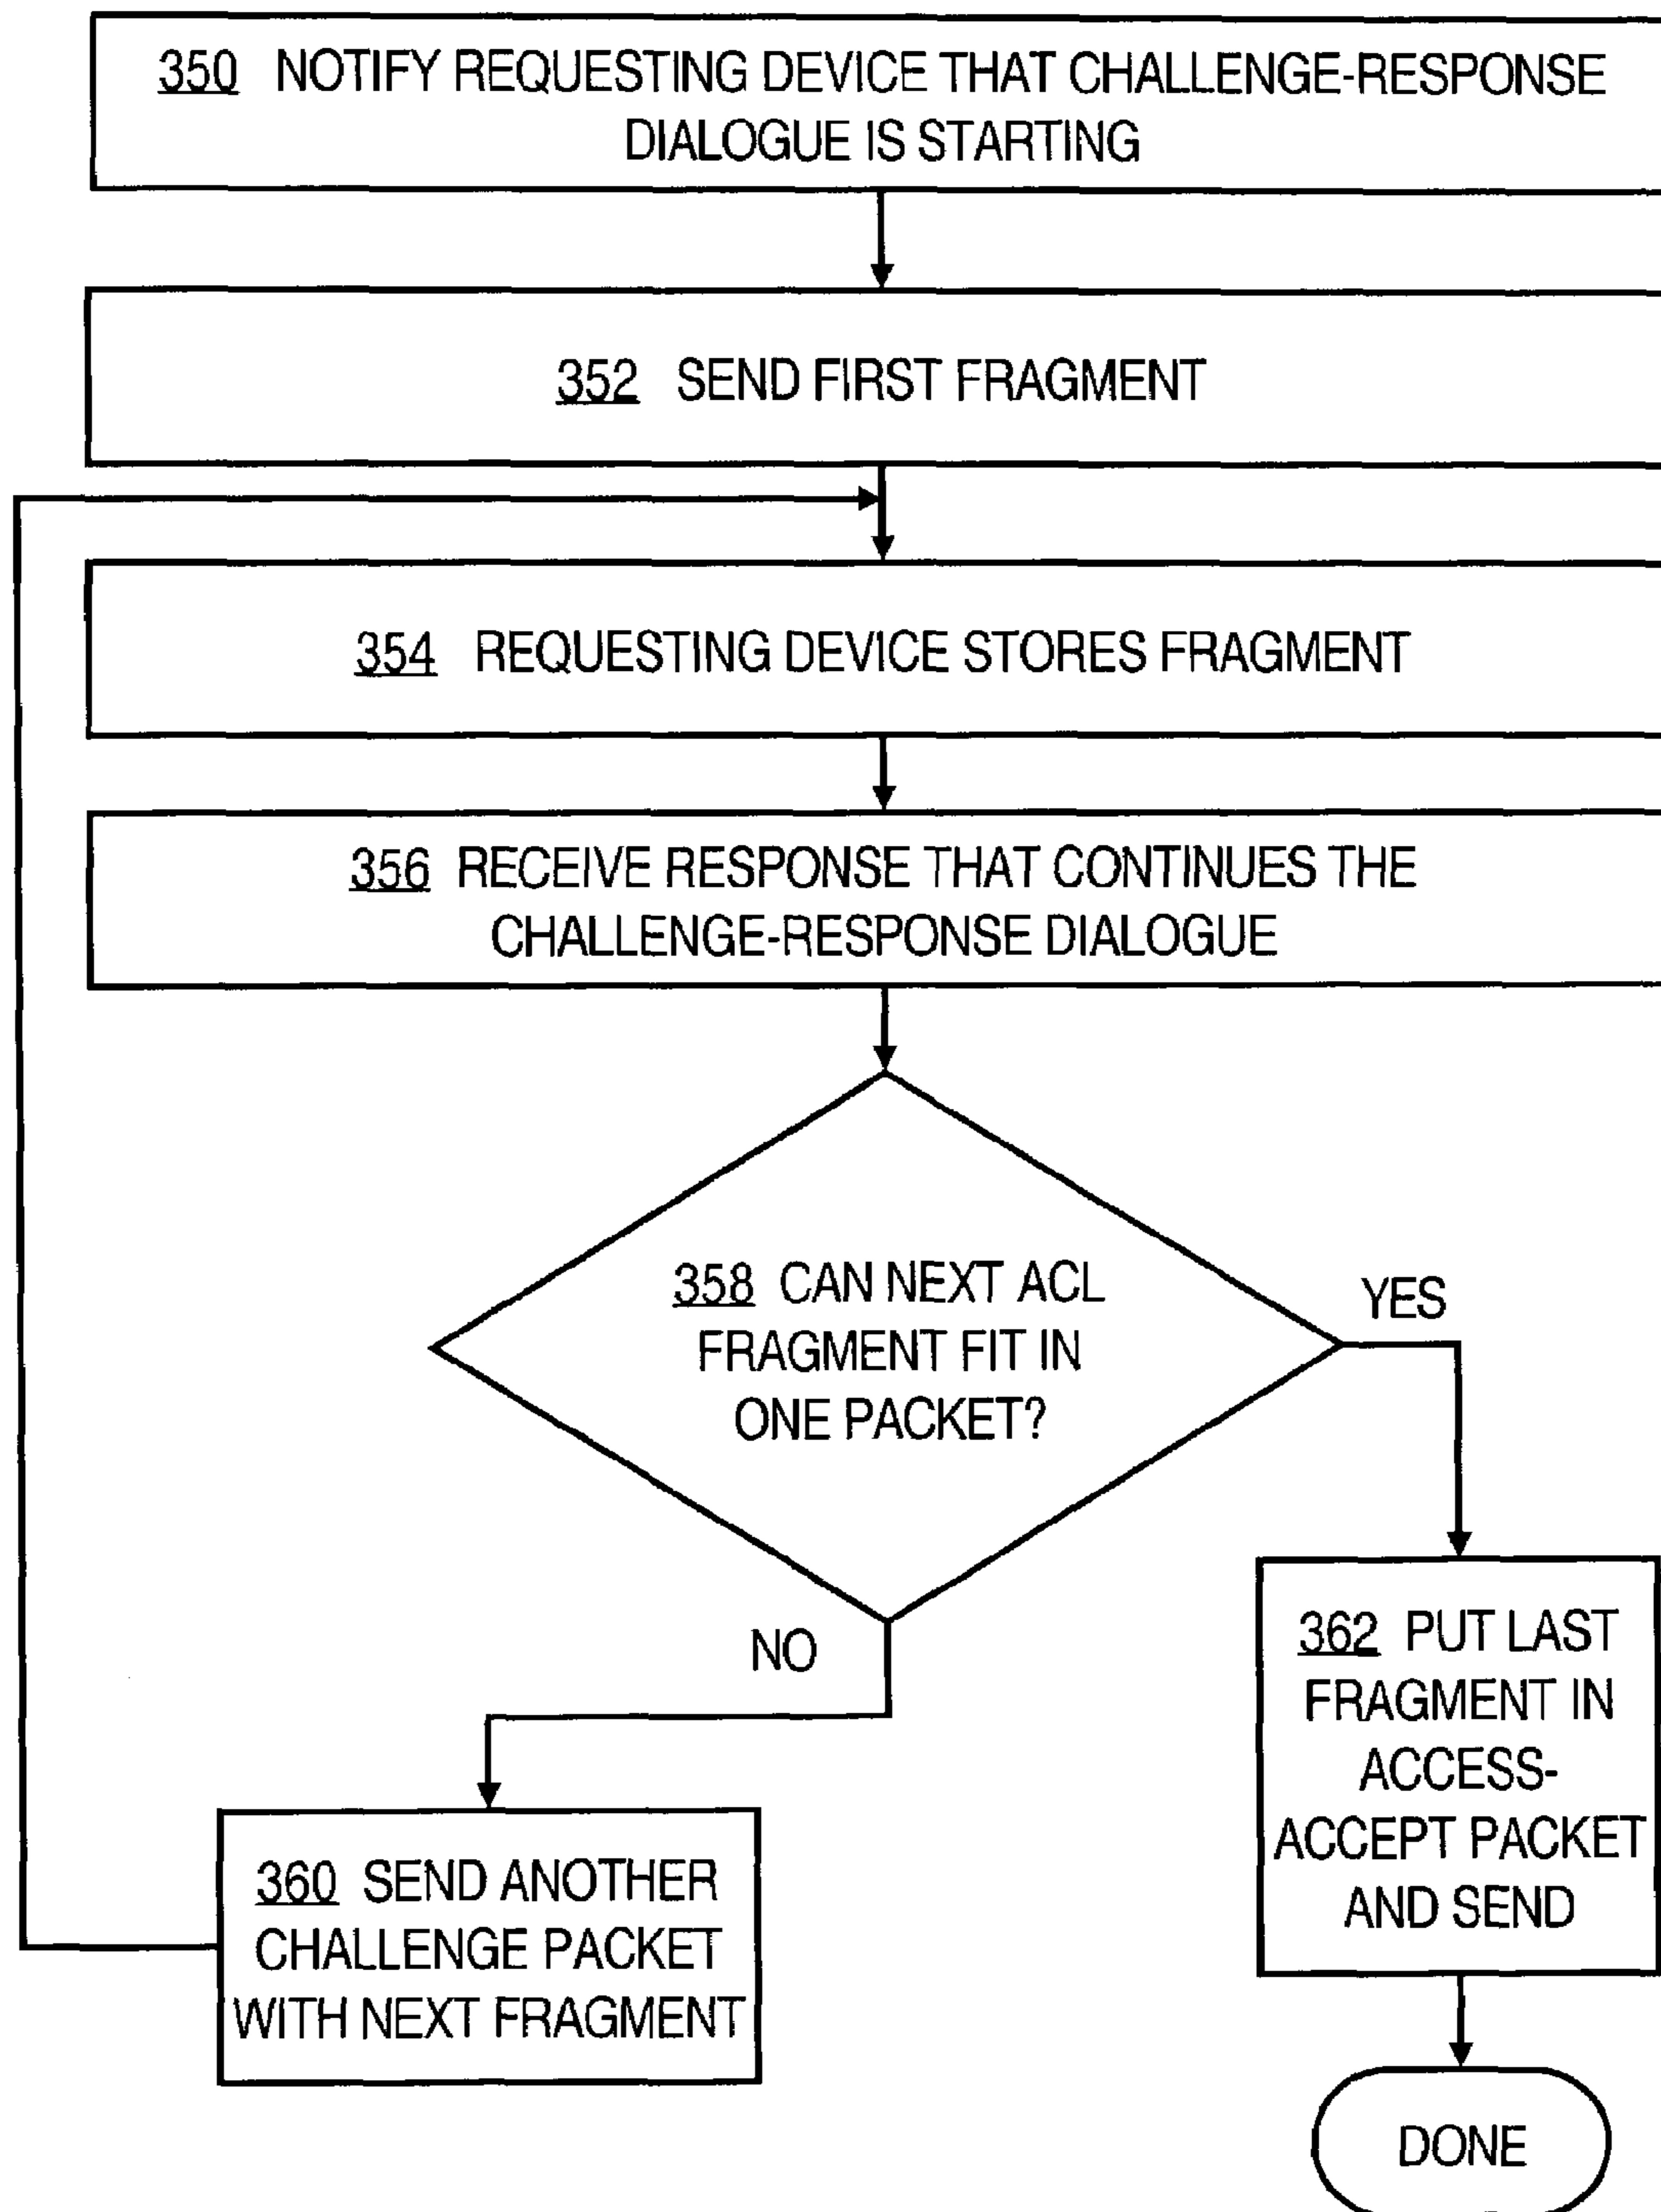 350 NOTIFY REQUESTING DEVICE THAT CHALLENGE-RESPONSE
DIALOGUE IS STARTING
352 SEND FIRST FRAGMENT
354 REQUESTING DEVICE STORES FRAGMENT
356 RECEIVE RESPONSE THAT CONTINUES THE
CHALLENGE-RESPONSE DIALOGUE
358 CAN NEXT ACL
FRAGMENT FIT IN
ONE PACKET?
YES
NO
362 PUT LAST
FRAGMENT IN
ACCESS-
ACCEPT PACKET
AND SEND
360 SEND ANOTHER
CHALLENGE PACKET
WITH NEXT FRAGMENT
DONE